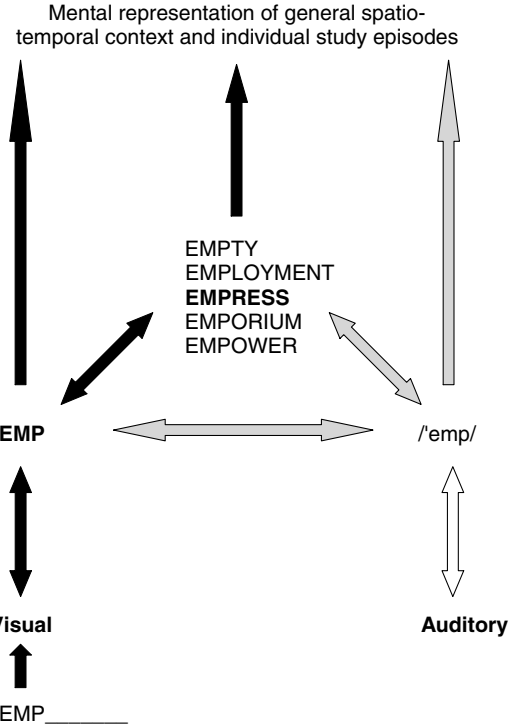 Mental representation of general spatio-
temporal context and individual study episodes
EMPTY
EMPLOYMENT
EMPRESS
EMPORIUM
EMPOWER
EMP /'emp/
Visual Auditory
EMP_______